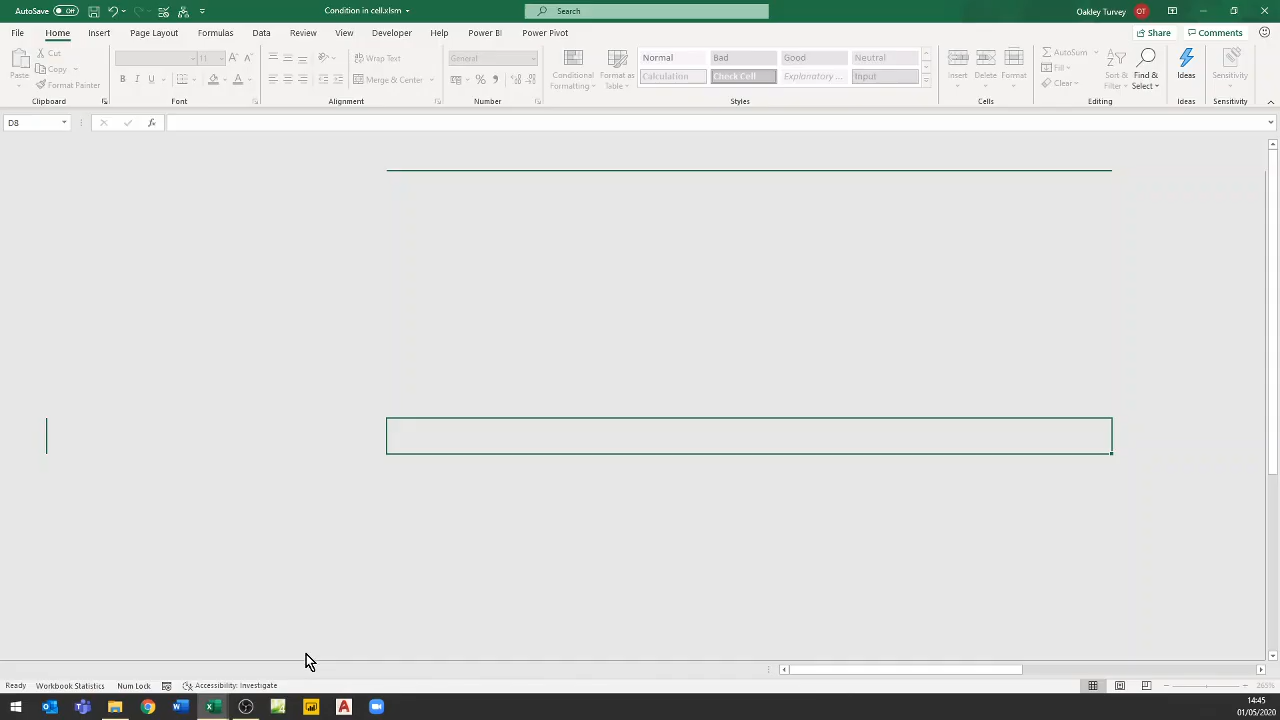 AutoSave Off Condition in cell.xlsm Search Oakley Turvey OT
File Home Insert Page Layout Formulas Data Review View Developer Help Power BI Power Pivot Share Comments
Paste Cut Copy Format Painter Clipboard
11 A A B I U A Font
Wrap Text Merge & Center Alignment
General % Number
Conditional Formatting Format as Table
Normal Bad Good Neutral
Calculation Check Cell Explanatory ... Input
Styles
Insert Delete Format Cells
AutoSum Fill Clear Sort & Filter Find & Select Editing
Ideas Ideas
Sensitivity Sensitivity
D8 fx
Ready Workbook Statistics Num Lock Accessibility: Investigate 265%
14:45
01/05/2020